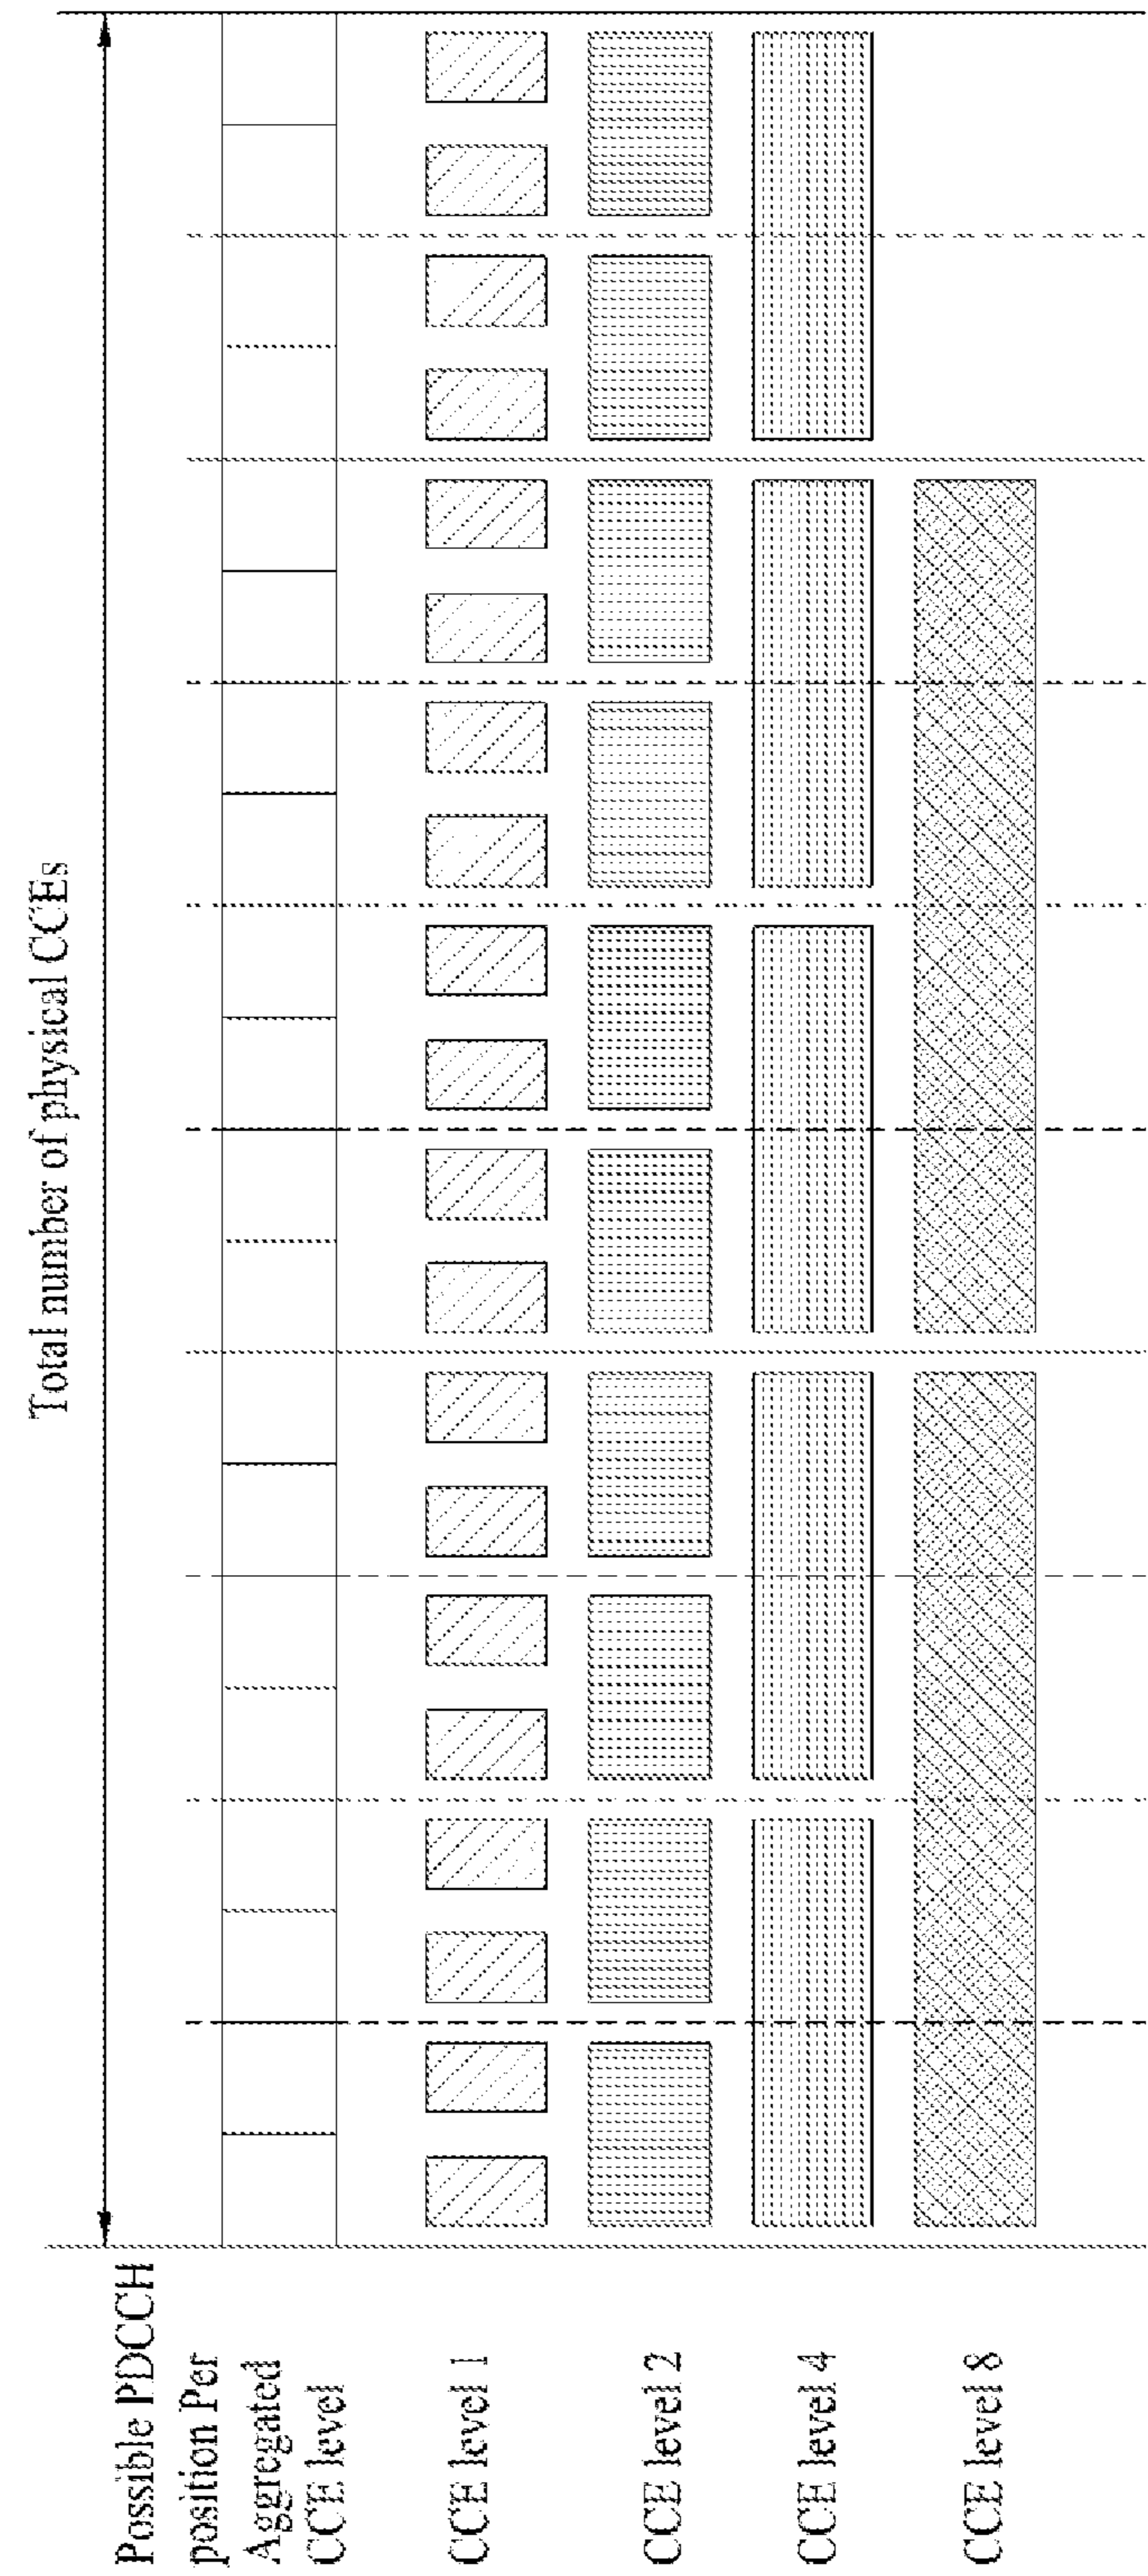 Total number of physical CCEs
Possible PDCCH
position Per
Aggregated
CCE level
CCE level 1
CCE level 2
CCE level 4
CCE level 8